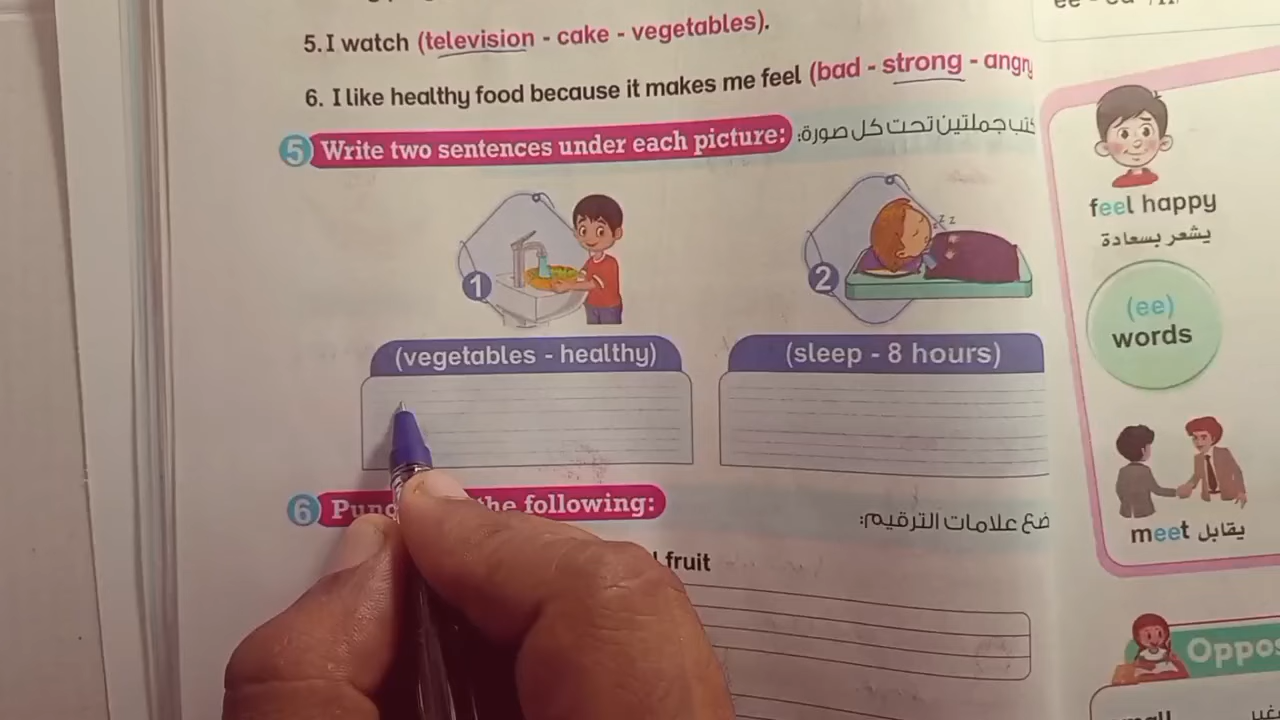 5. I watch (television - cake - vegetables).
6. I like healthy food because it makes me feel (bad - strong - angry
5 Write two sentences under each picture: اكتب جملتين تحت كل صورة:
1
2
z z
(vegetables - healthy)
(sleep - 8 hours)
6 the following: ضع علامات الترقيم:
fruit
feel happy
يشعر بسعادة
(ee)
words
meet يقابل